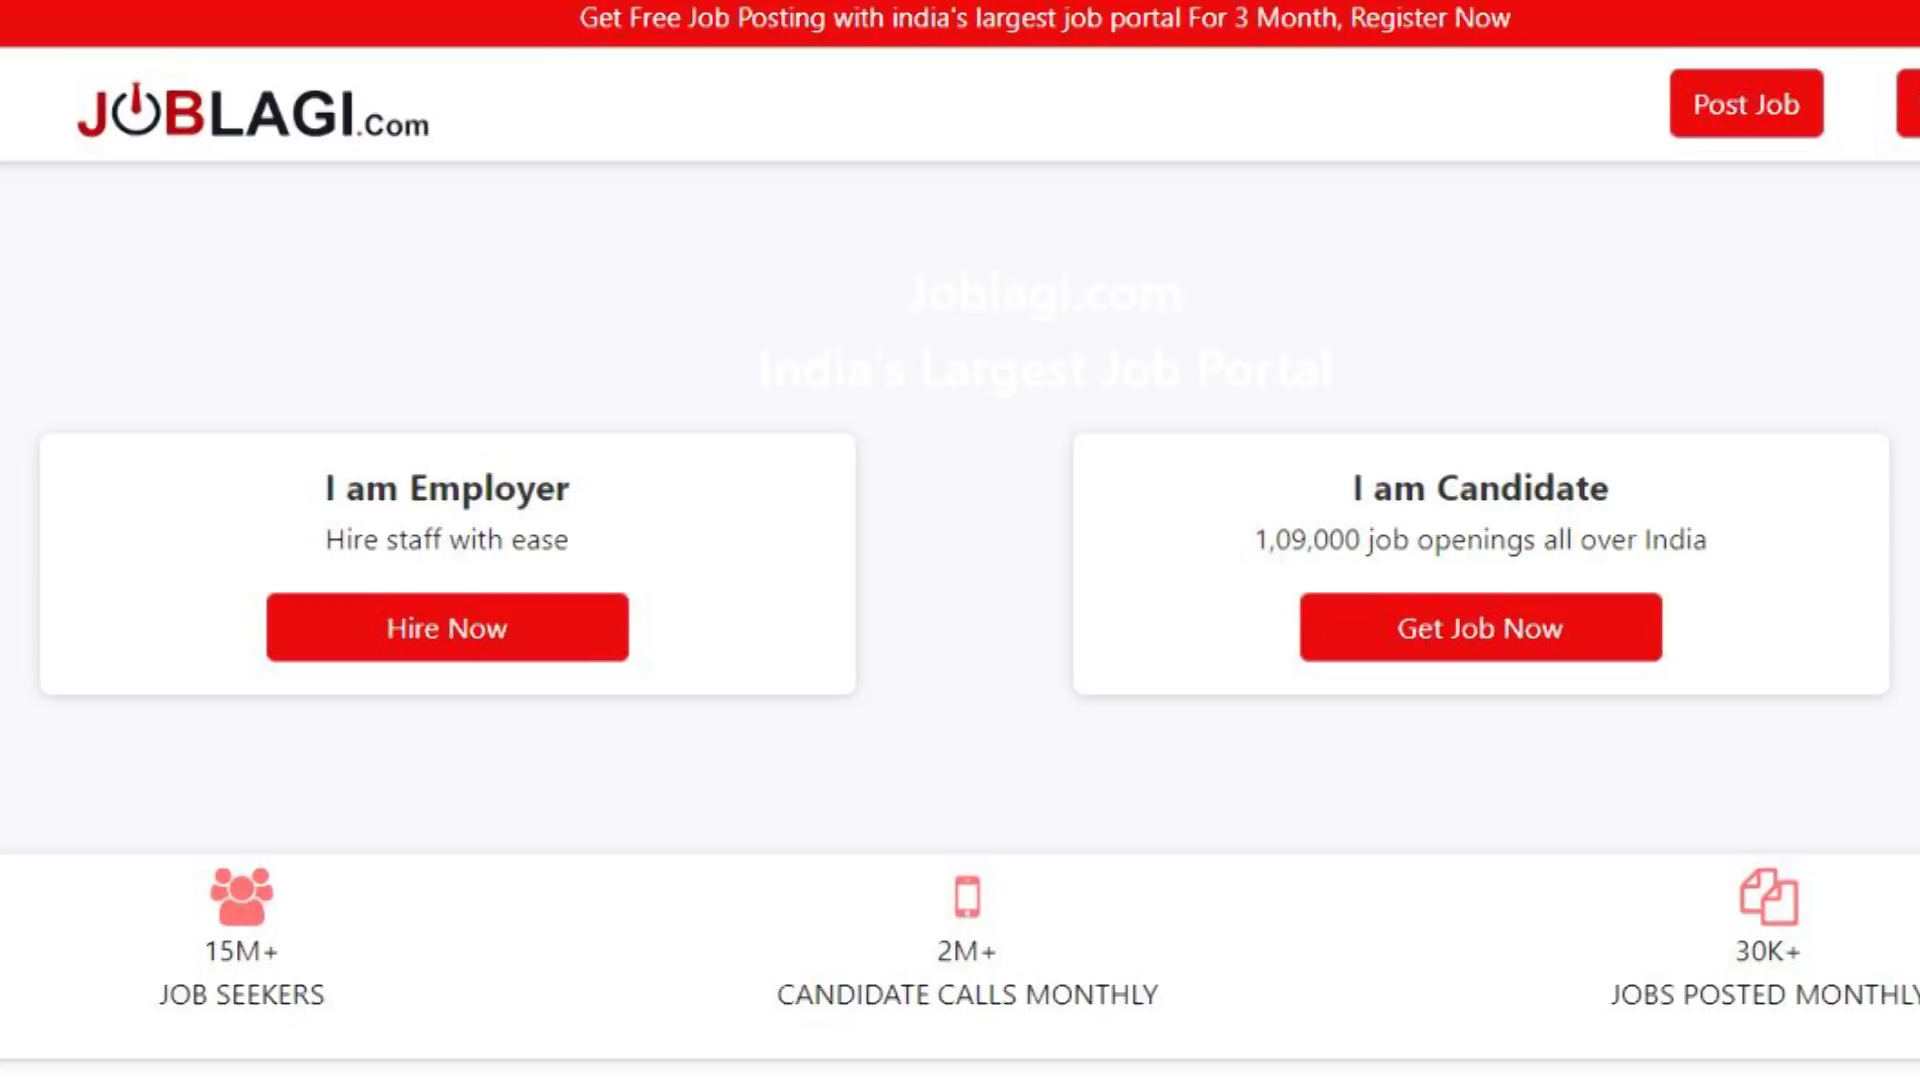 Get Free Job Posting with india's largest job portal For 3 Month, Register Now
JOBLAGI.Com
Post Job
Joblagi.com
India's Largest Job Portal
I am Employer
Hire staff with ease
Hire Now
I am Candidate
1,09,000 job openings all over India
Get Job Now
15M+
JOB SEEKERS
2M+
CANDIDATE CALLS MONTHLY
30K+
JOBS POSTED MONTHLY